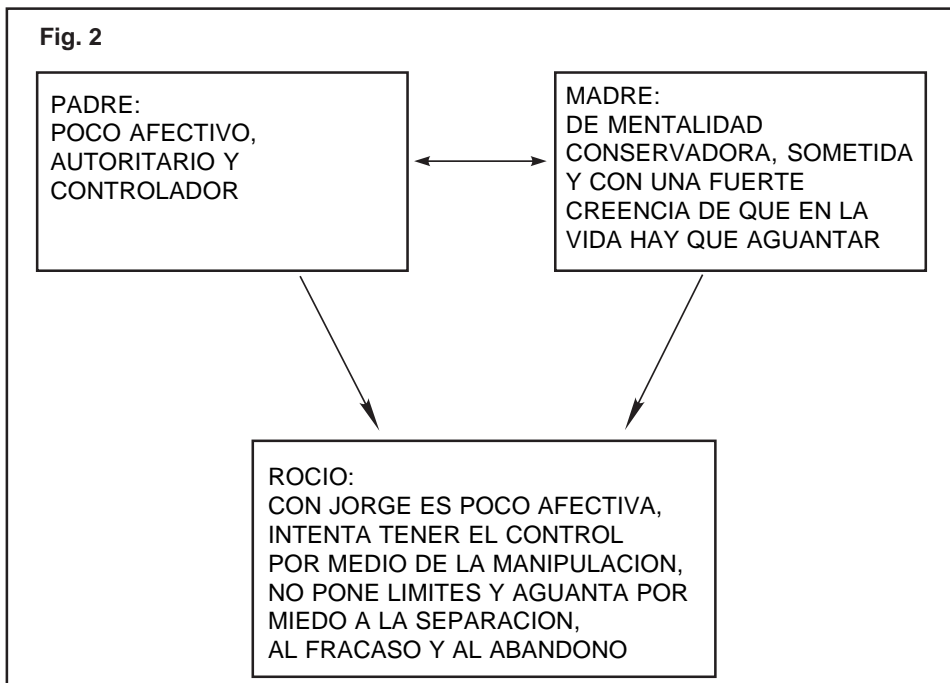 Fig. 2
PADRE:
POCO AFECTIVO,
AUTORITARIO Y
CONTROLADOR
MADRE:
DE MENTALIDAD
CONSERVADORA, SOMETIDA
Y CON UNA FUERTE
CREENCIA DE QUE EN LA
VIDA HAY QUE AGUANTAR
ROCIO:
CON JORGE ES POCO AFECTIVA,
INTENTA TENER EL CONTROL
POR MEDIO DE LA MANIPULACION,
NO PONE LIMITES Y AGUANTA POR
MIEDO A LA SEPARACION,
AL FRACASO Y AL ABANDONO